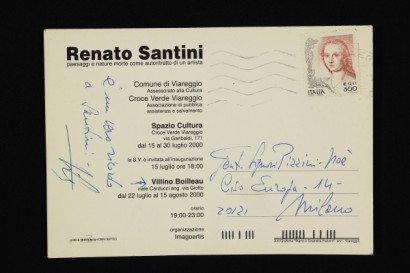 Renato Santini
paesaggi e nature morte come autoritratto di un artista
Comune di Viareggio
Assessorato alla Cultura
Croce Verde Viareggio
Associazione di pubblica
assistenza e salvamento
Spazio Cultura
Croce Verde Viareggio
via Garibaldi, 171
dal 15 al 30 luglio 2000
la S.V. è invitata all'inaugurazione
15 luglio ore 18.00
Villino Boilleau
viale Carducci ang. via Giotto
dal 22 luglio al 15 agosto 2000
orario
19:00-23:00
organizzazione
Imagoartis
ITALIA
800
Europa - 14 -
20121 Milano